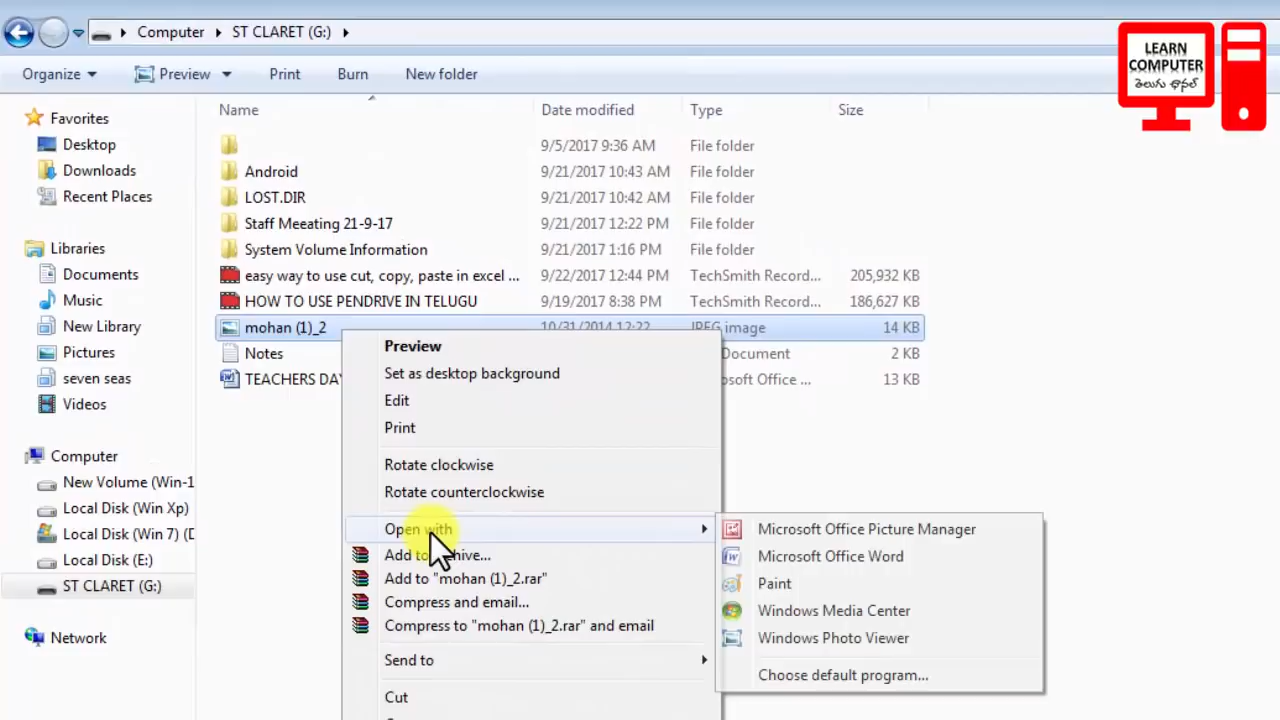 Computer ST CLARET (G:)
LEARN
COMPUTER
తెలుగు ఛానల్
Organize Preview Print Burn New folder
Name Date modified Type Size
Favorites
Desktop
Downloads
Recent Places
Libraries
Documents
Music
New Library
Pictures
seven seas
Videos
Computer
New Volume (Win-1
Local Disk (Win Xp)
Local Disk (Win 7) (D
Local Disk (E:)
ST CLARET (G:)
Network
9/5/2017 9:36 AM File folder
Android 9/21/2017 10:43 AM File folder
LOST.DIR 9/21/2017 10:42 AM File folder
Staff Meeating 21-9-17 9/21/2017 12:22 PM File folder
System Volume Information 9/21/2017 1:16 PM File folder
easy way to use cut, copy, paste in excel ... 9/22/2017 12:44 PM TechSmith Record... 205,932 KB
HOW TO USE PENDRIVE IN TELUGU 9/19/2017 8:38 PM TechSmith Record... 186,627 KB
mohan (1)_2 10/31/2014 12:22 JPEG image 14 KB
Notes Document 2 KB
TEACHERS DAY osoft Office ... 13 KB
Preview
Set as desktop background
Edit
Print
Rotate clockwise
Rotate counterclockwise
Open with
Add to archive...
Add to "mohan (1)_2.rar"
Compress and email...
Compress to "mohan (1)_2.rar" and email
Send to
Cut
Microsoft Office Picture Manager
Microsoft Office Word
Paint
Windows Media Center
Windows Photo Viewer
Choose default program...